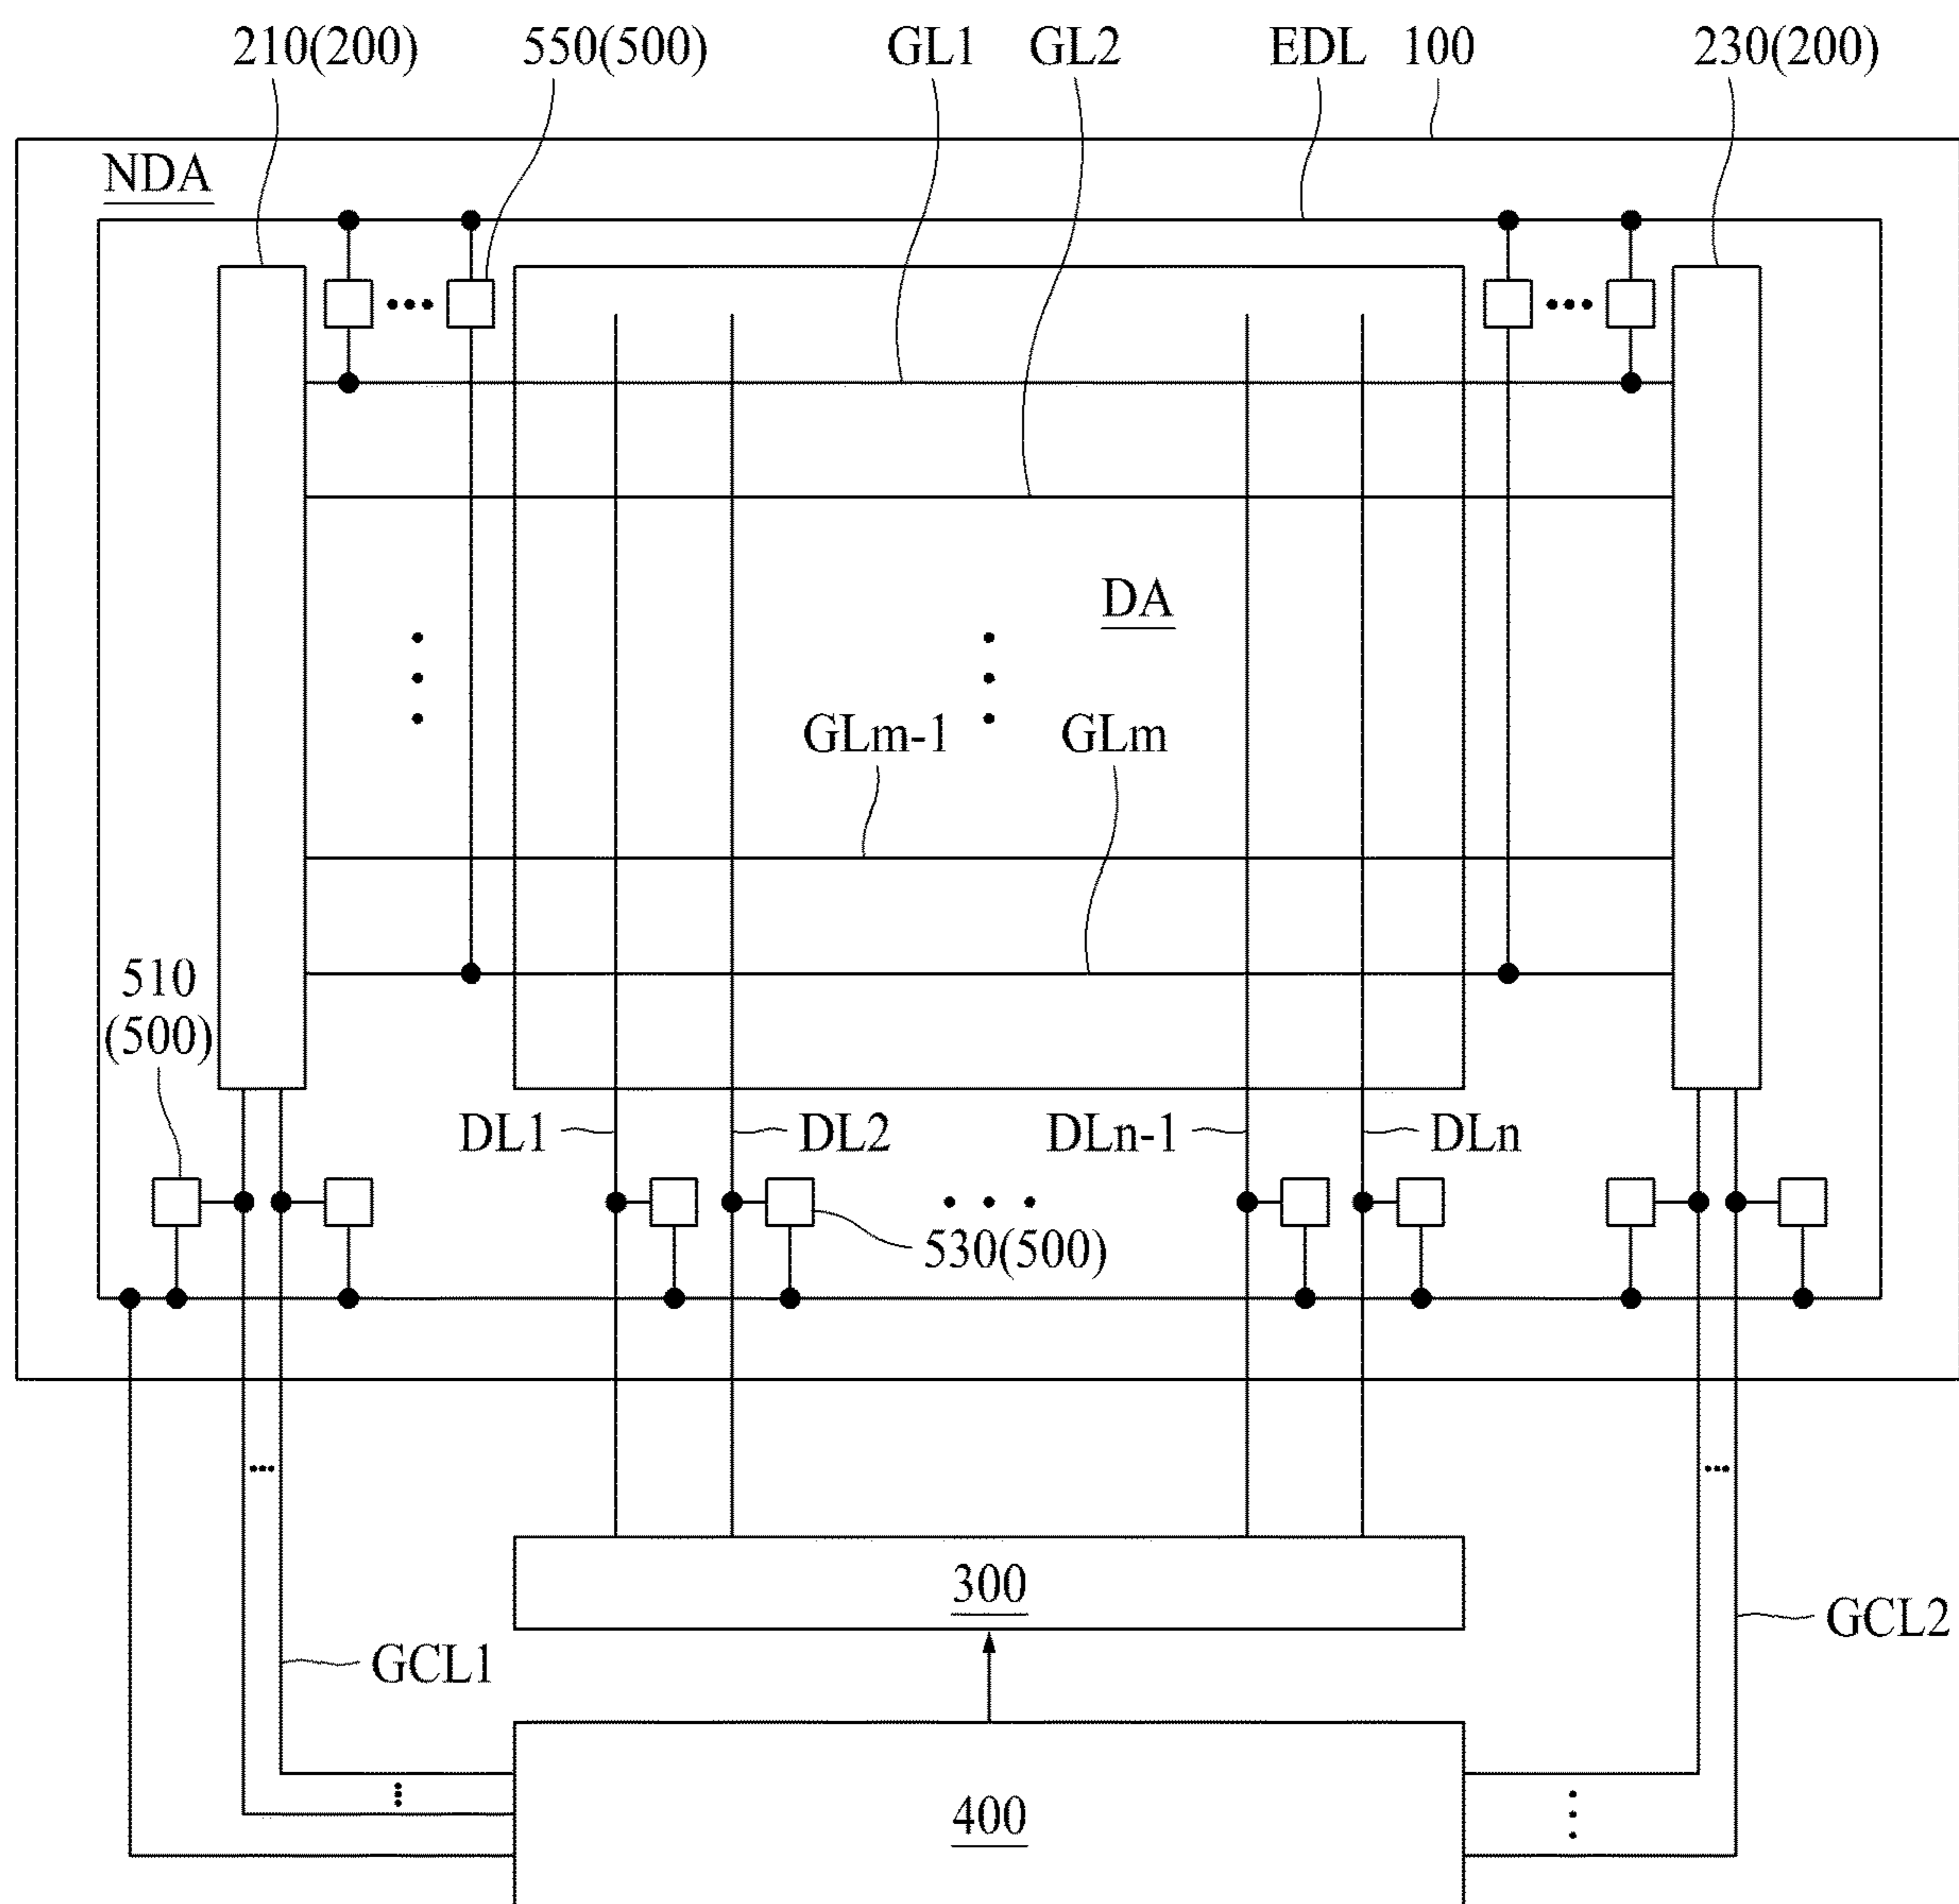 210(200) 550(500) GL1 GL2 EDL 100 230(200)
NDA
DA
GLm-1 GLm
510
(500)
DL1 DL2 DLn-1 DLn
530(500)
300
GCL1 GCL2
400